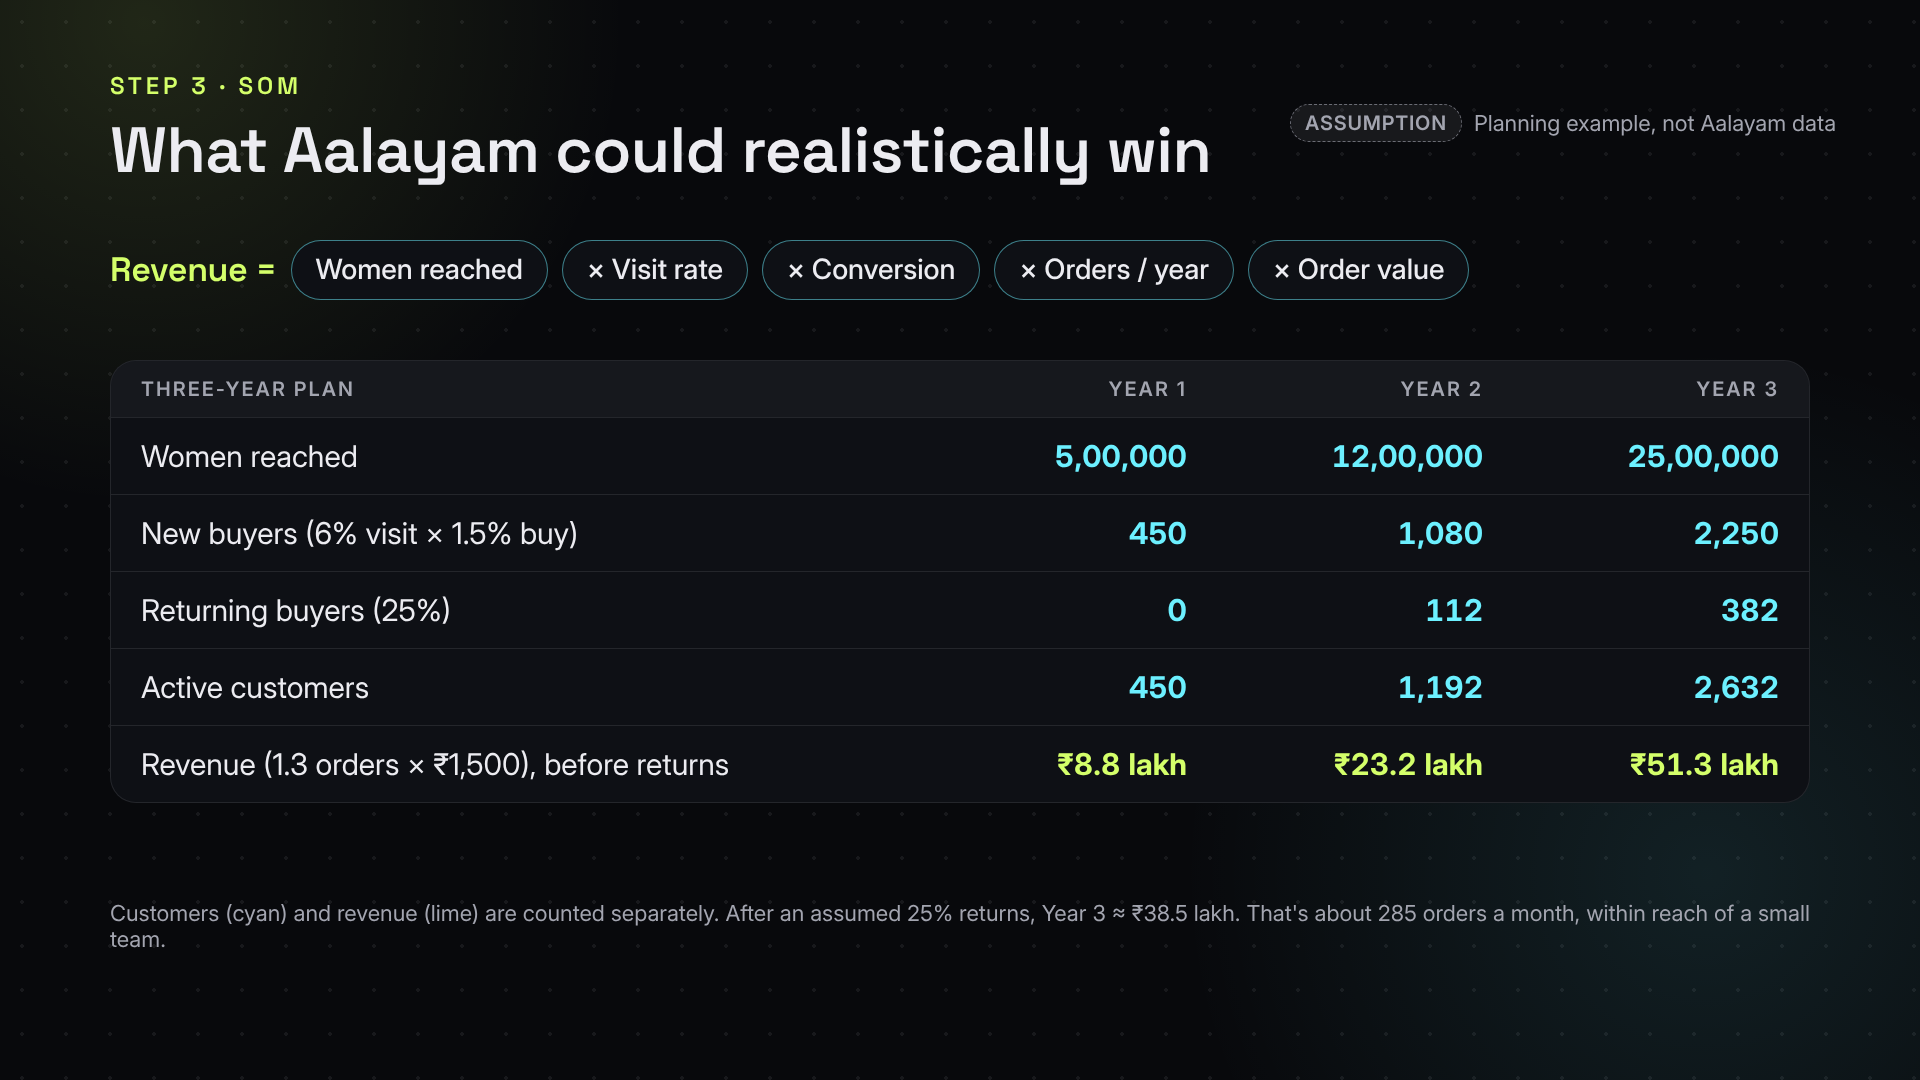 STEP 3 · SOM
What Aalayam could realistically win
ASSUMPTION Planning example, not Aalayam data
Revenue = Women reached × Visit rate × Conversion × Orders / year × Order value
THREE-YEAR PLAN YEAR 1 YEAR 2 YEAR 3
Women reached 5,00,000 12,00,000 25,00,000
New buyers (6% visit × 1.5% buy) 450 1,080 2,250
Returning buyers (25%) 0 112 382
Active customers 450 1,192 2,632
Revenue (1.3 orders × ₹1,500), before returns ₹8.8 lakh ₹23.2 lakh ₹51.3 lakh
Customers (cyan) and revenue (lime) are counted separately. After an assumed 25% returns, Year 3 ≈ ₹38.5 lakh. That's about 285 orders a month, within reach of a small
team.